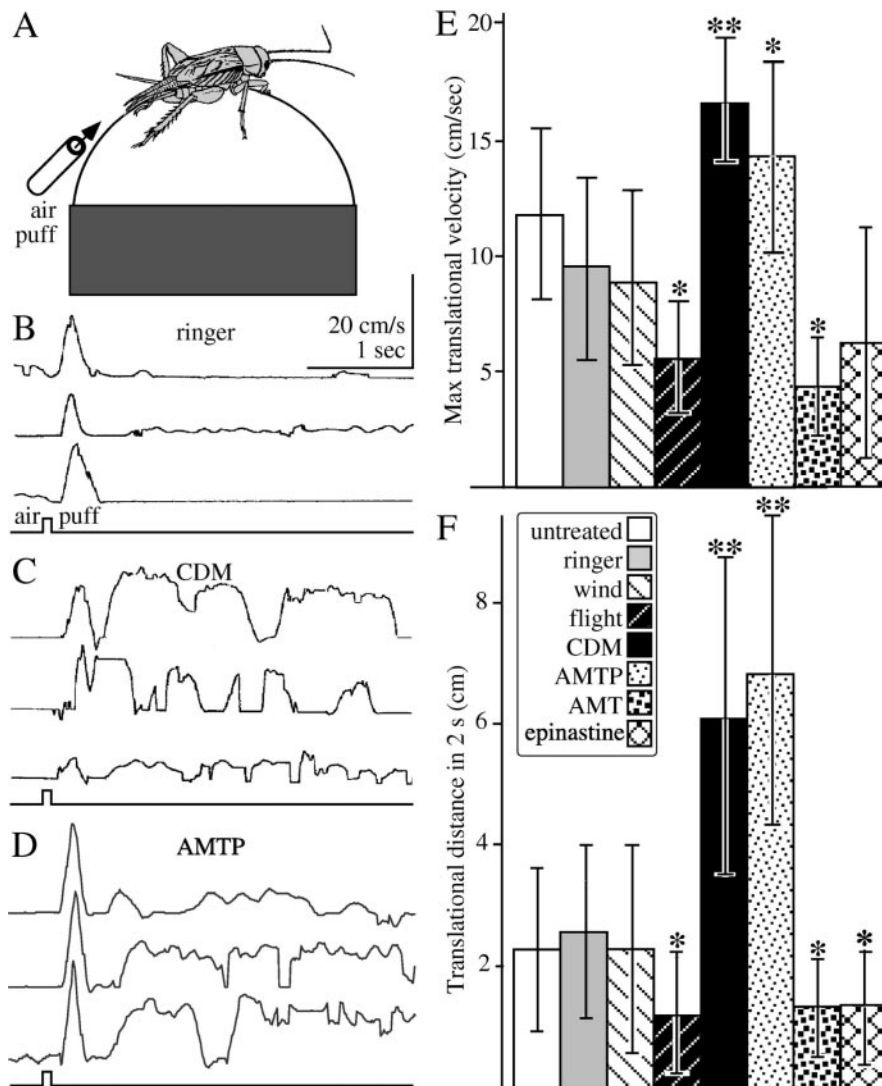 A
air
puff
20 cm/s
1 sec
B
ringer
air puff
C
CDM
D
AMTP
E
Max translational velocity (cm/sec)
20
15
10
5
*
**
*
*
F
Translational distance in 2 s (cm)
8
6
4
2
untreated
ringer
wind
flight
CDM
AMTP
AMT
epinastine
*
**
**
*
*